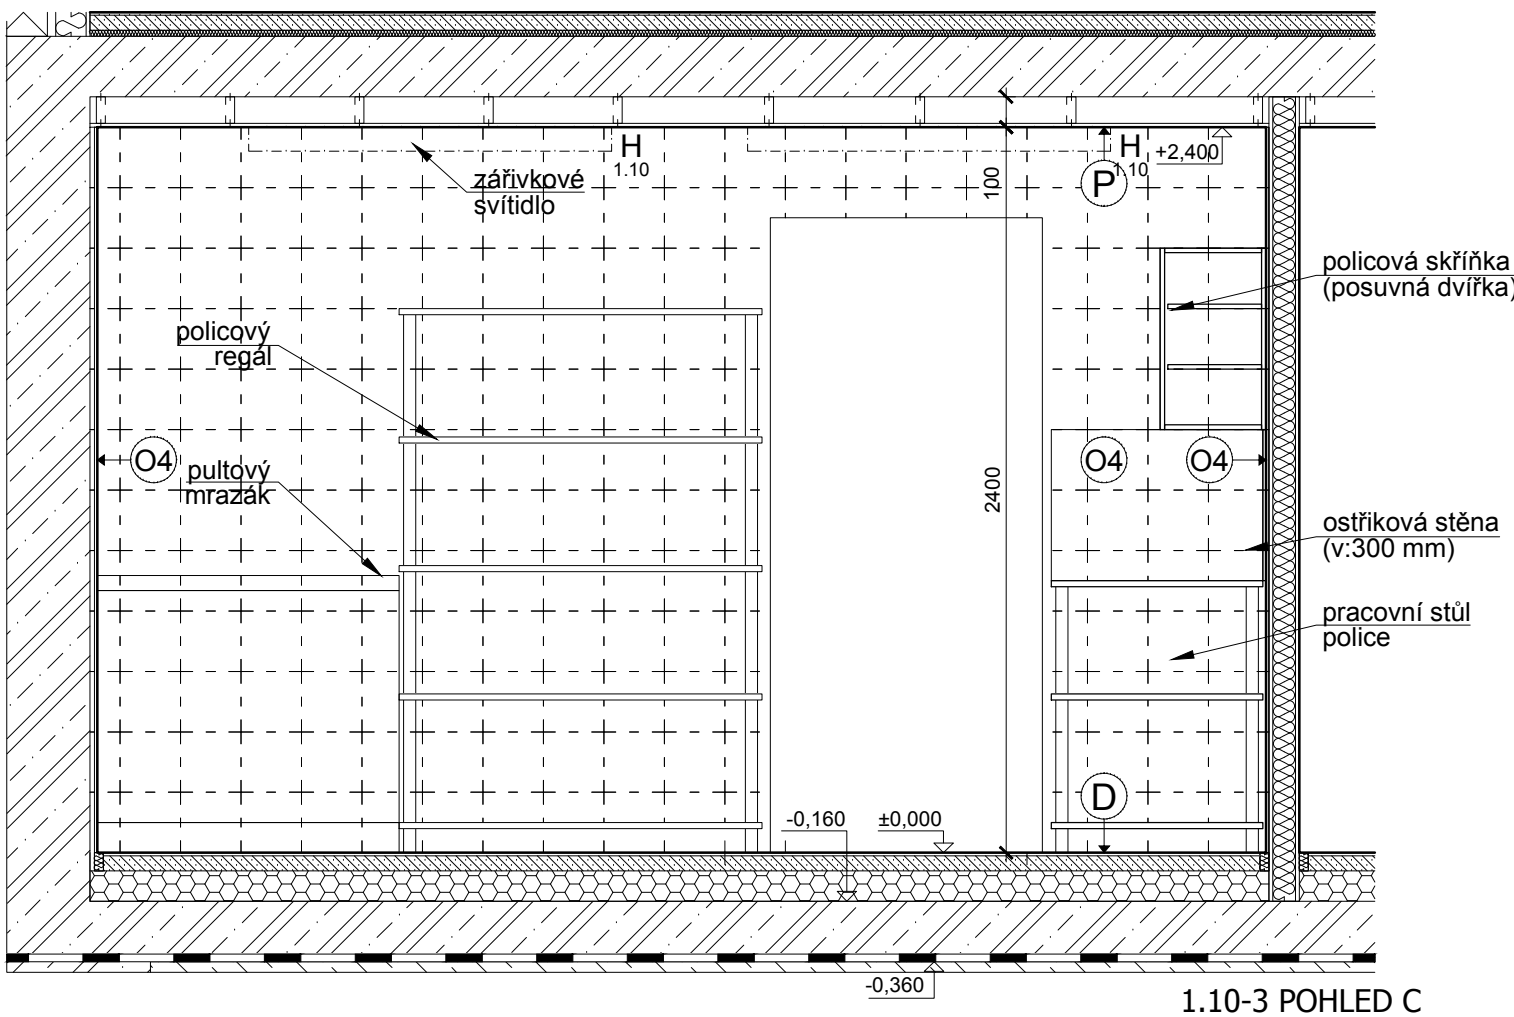 H
1.10
H
1.10
+2,400
P
100
zářivkové
svítidlo
policová skříňka
(posuvná dvířka)
policový
regál
O4
O4
O4
pultový
mrazák
2400
ostřiková stěna
(v:300 mm)
pracovní stůl
police
D
-0,160
±0,000
-0,360
1.10-3 POHLED C